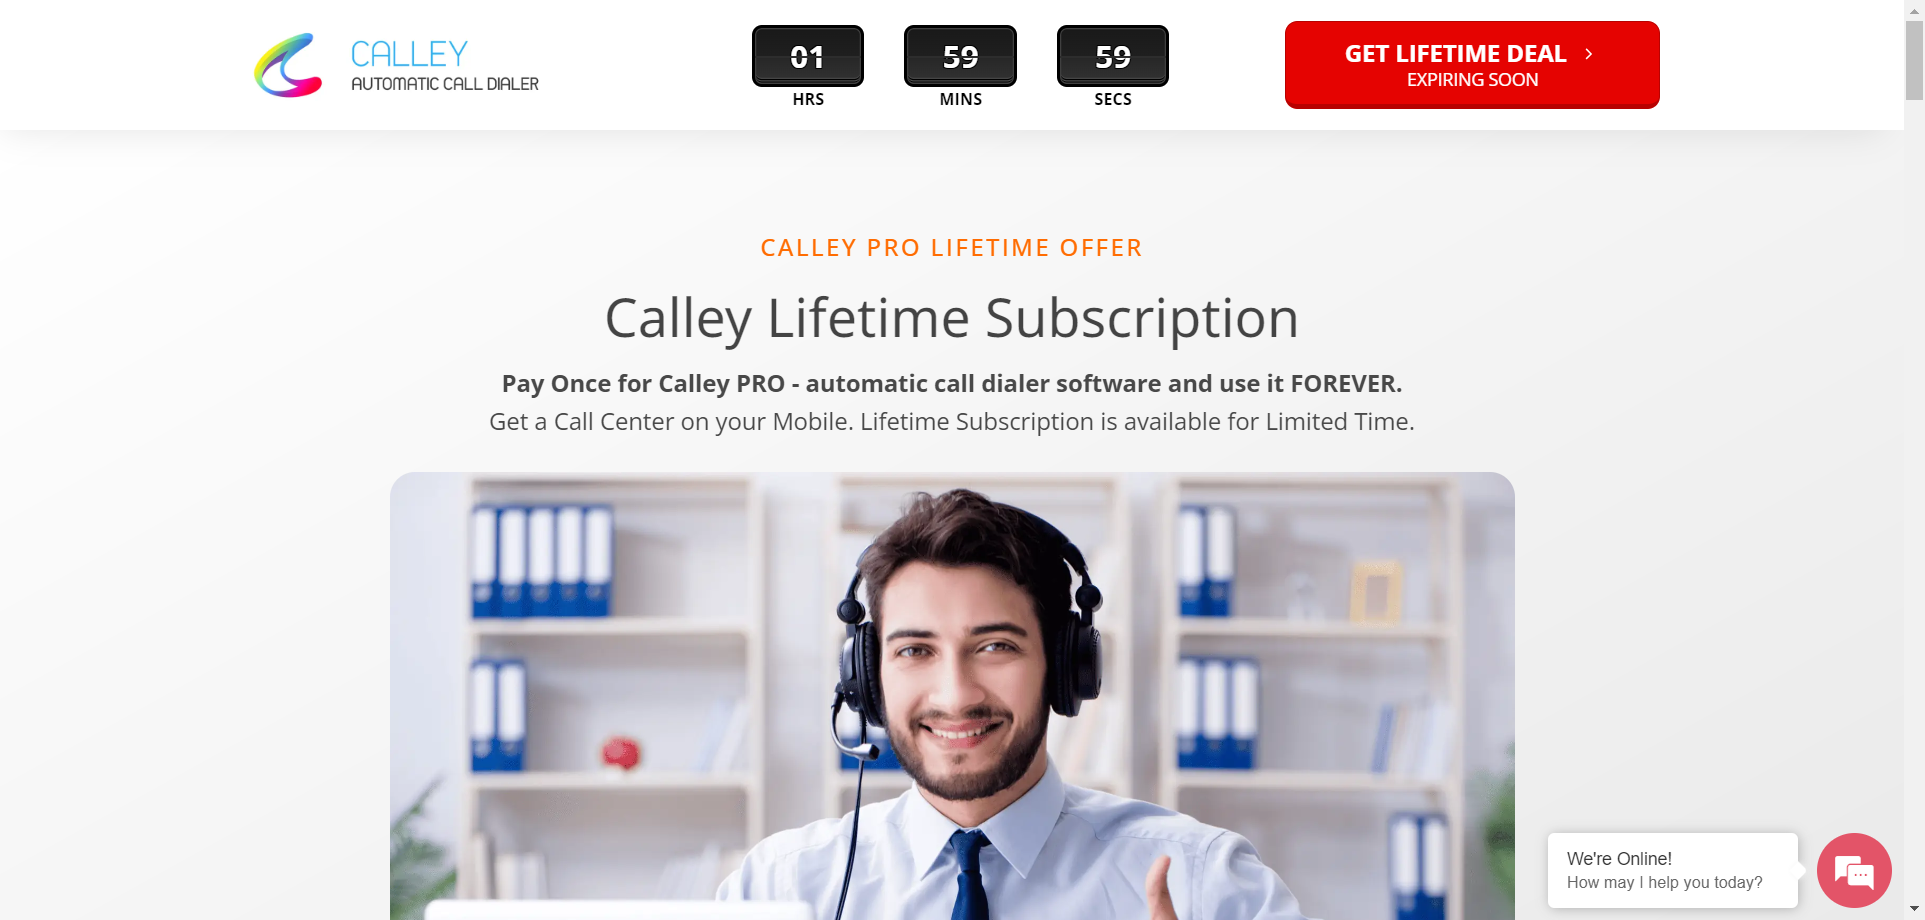 CALLEY
AUTOMATIC CALL DIALER
01
HRS
59
MINS
59
SECS
GET LIFETIME DEAL
EXPIRING SOON
CALLEY PRO LIFETIME OFFER
Calley Lifetime Subscription
Pay Once for Calley PRO - automatic call dialer software and use it FOREVER.
Get a Call Center on your Mobile. Lifetime Subscription is available for Limited Time.
We're Online!
How may I help you today?